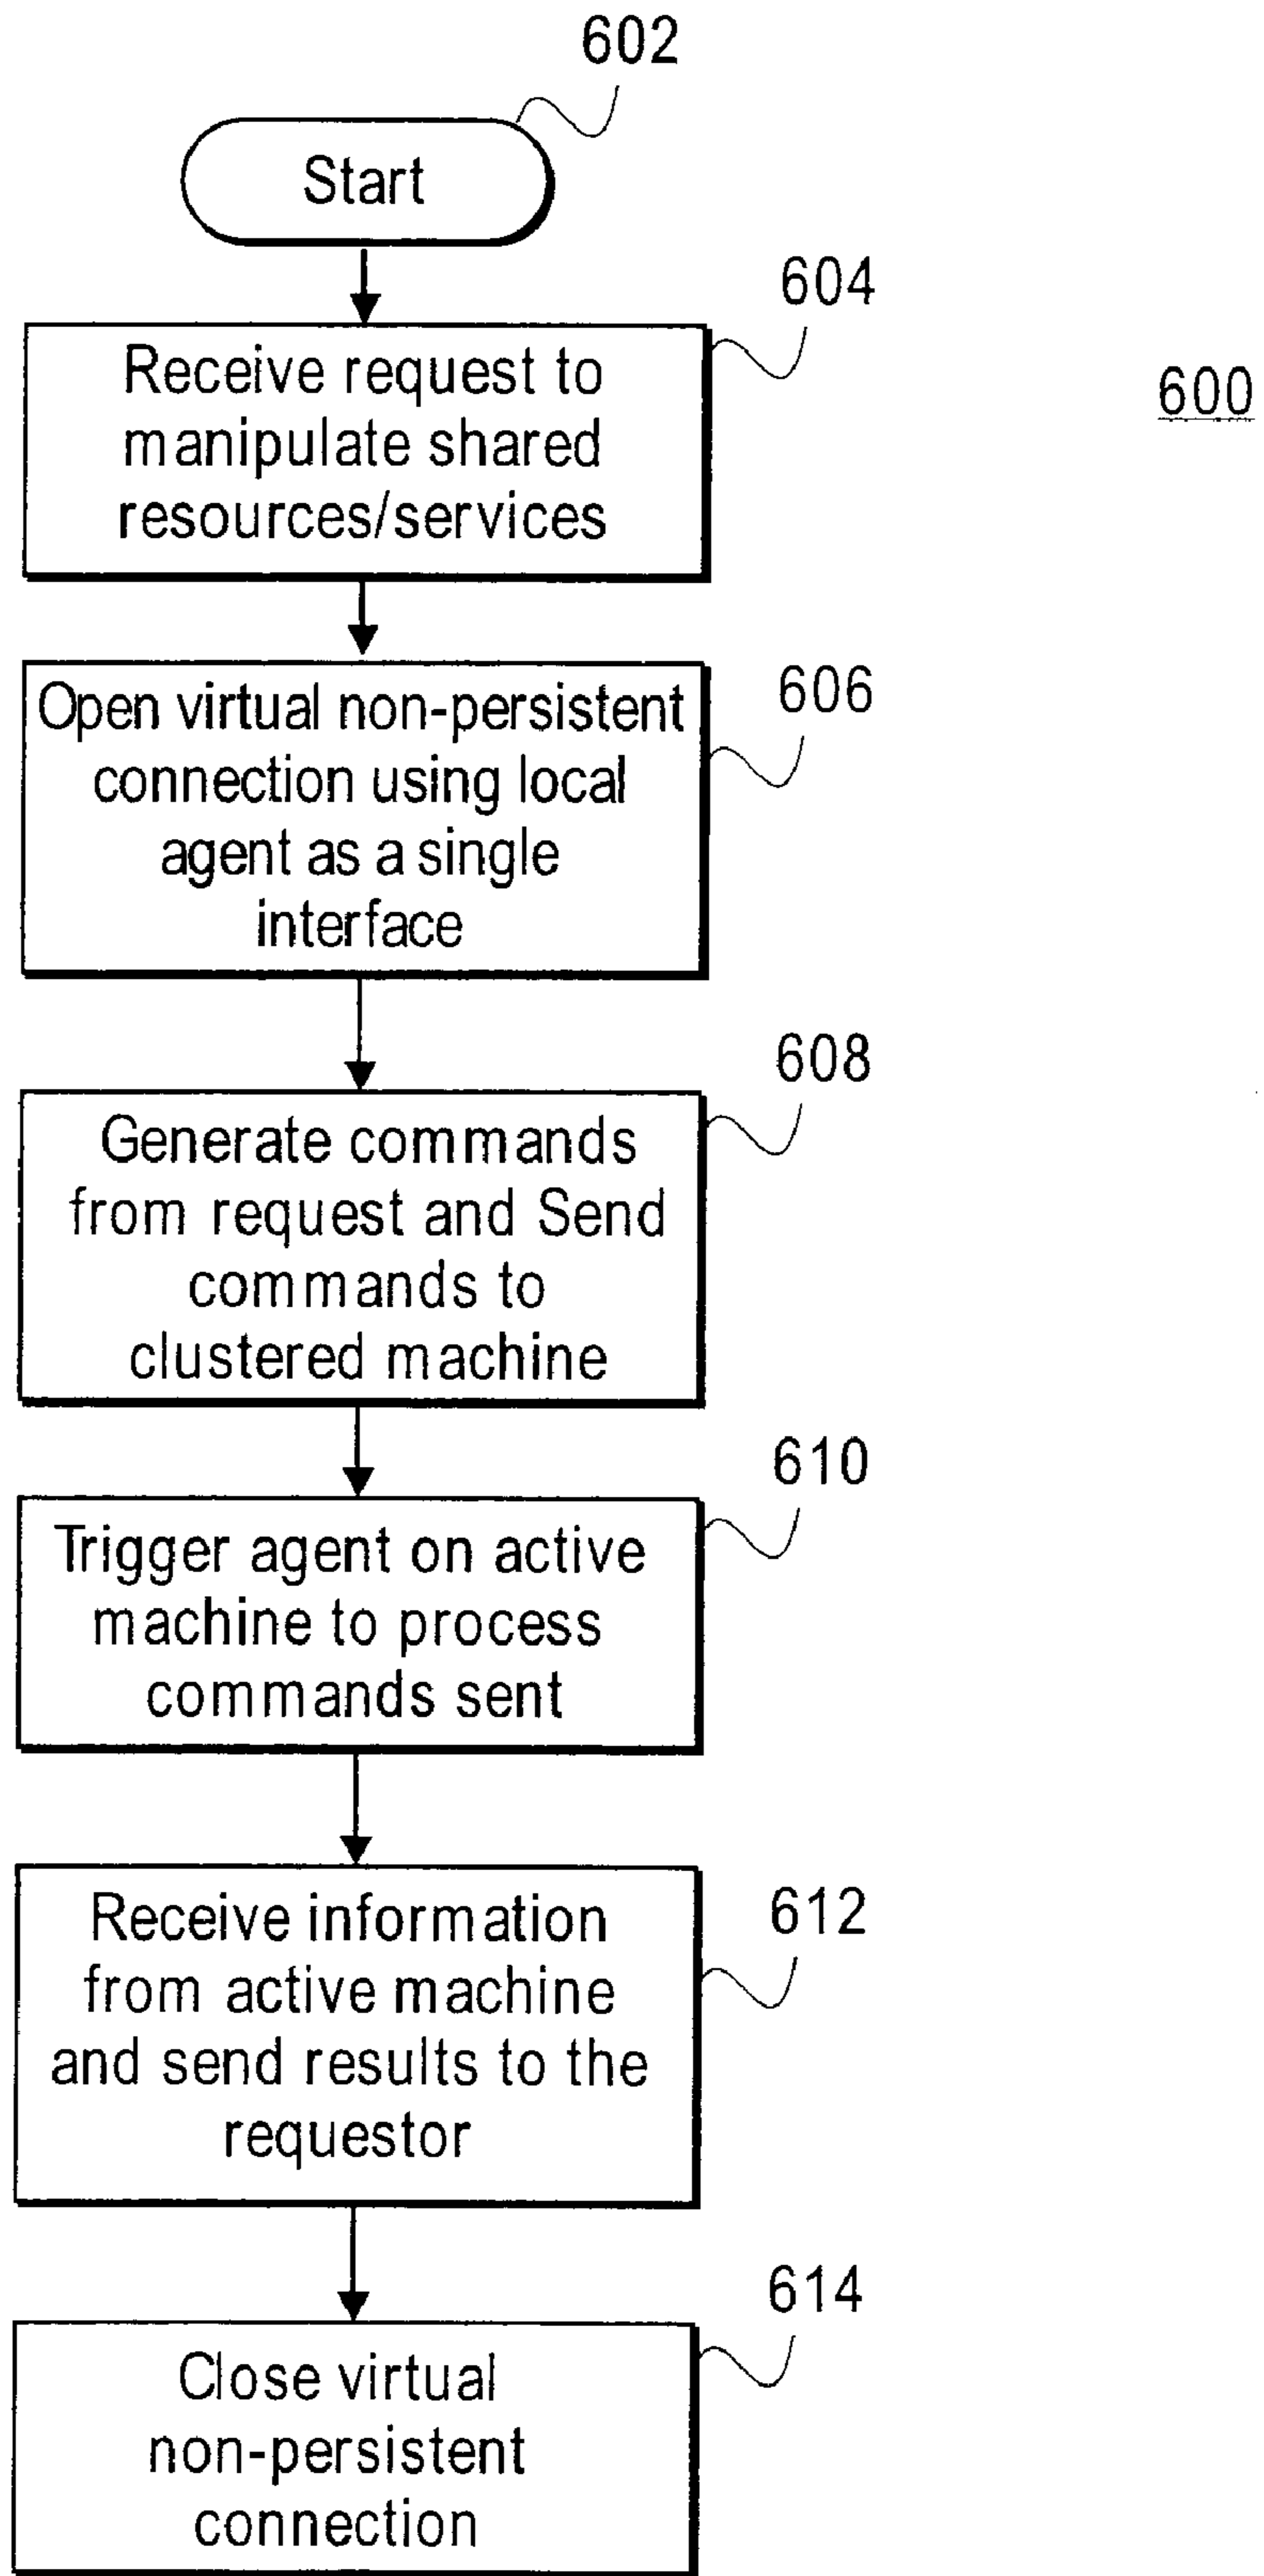 602
Start
604
Receive request to
manipulate shared
resources/services
600
606
Open virtual non-persistent
connection using local
agent as a single
interface
608
Generate commands
from request and Send
commands to
clustered machine
610
Trigger agent on active
machine to process
commands sent
612
Receive information
from active machine
and send results to the
requestor
614
Close virtual
non-persistent
connection